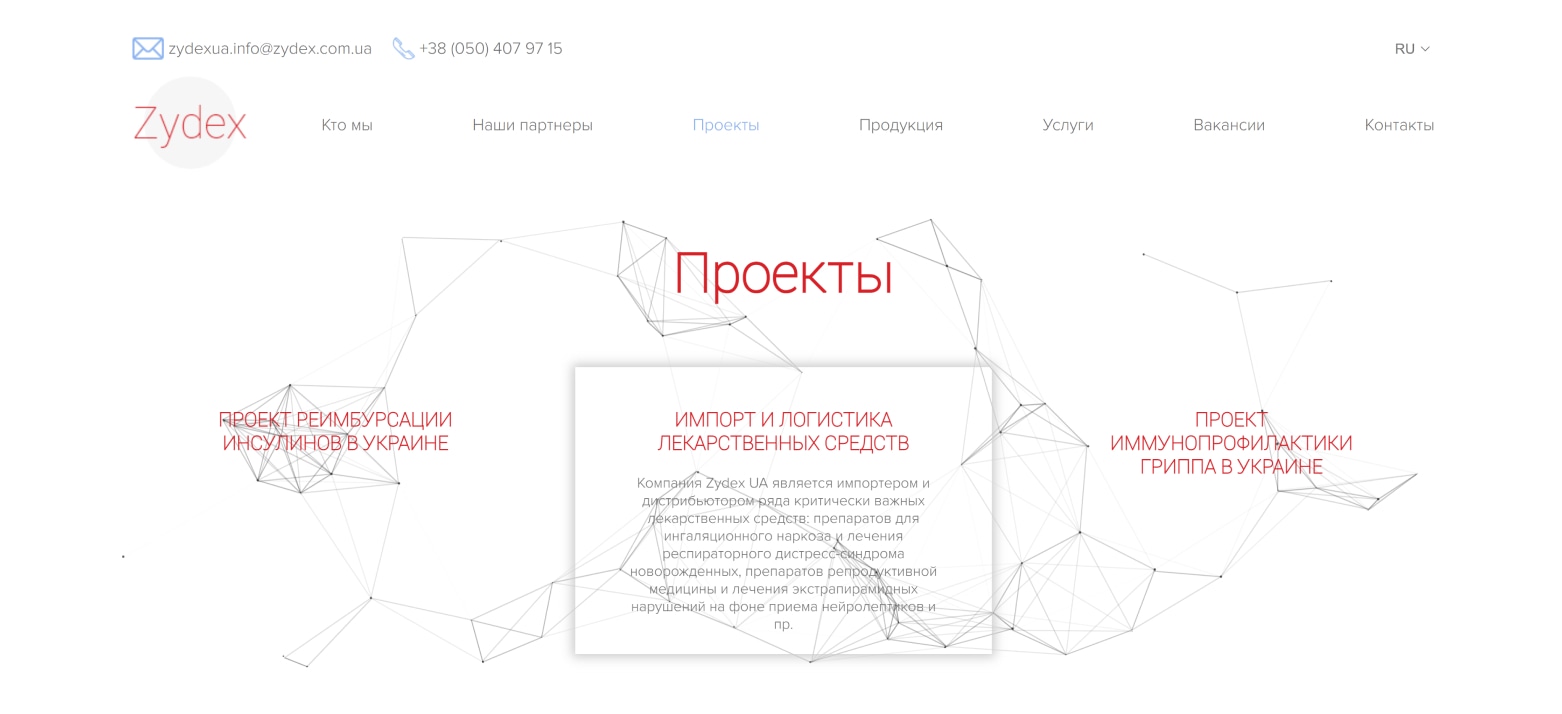 zydexua.info@zydex.com.ua
+38 (050) 407 97 15
RU
Zydex
Кто мы
Наши партнеры
Проекты
Продукция
Услуги
Вакансии
Контакты
Проекты
ПРОЕКТ РЕИМБУРСАЦИИ
ИНСУЛИНОВ В УКРАИНЕ
ИМПОРТ И ЛОГИСТИКА
ЛЕКАРСТВЕННЫХ СРЕДСТВ
Компания Zydex UA является импортером и
дистрибьютором ряда критически важных
лекарственных средств: препаратов для
ингаляционного наркоза и лечения
респираторного дистресс-синдрома
новорожденных, препаратов репродуктивной
медицины и лечения экстрапирамидных
нарушений на фоне приема нейролептиков и
пр.
ПРОЕКТ
ИММУНОПРОФИЛАКТИКИ
ГРИППА В УКРАИНЕ